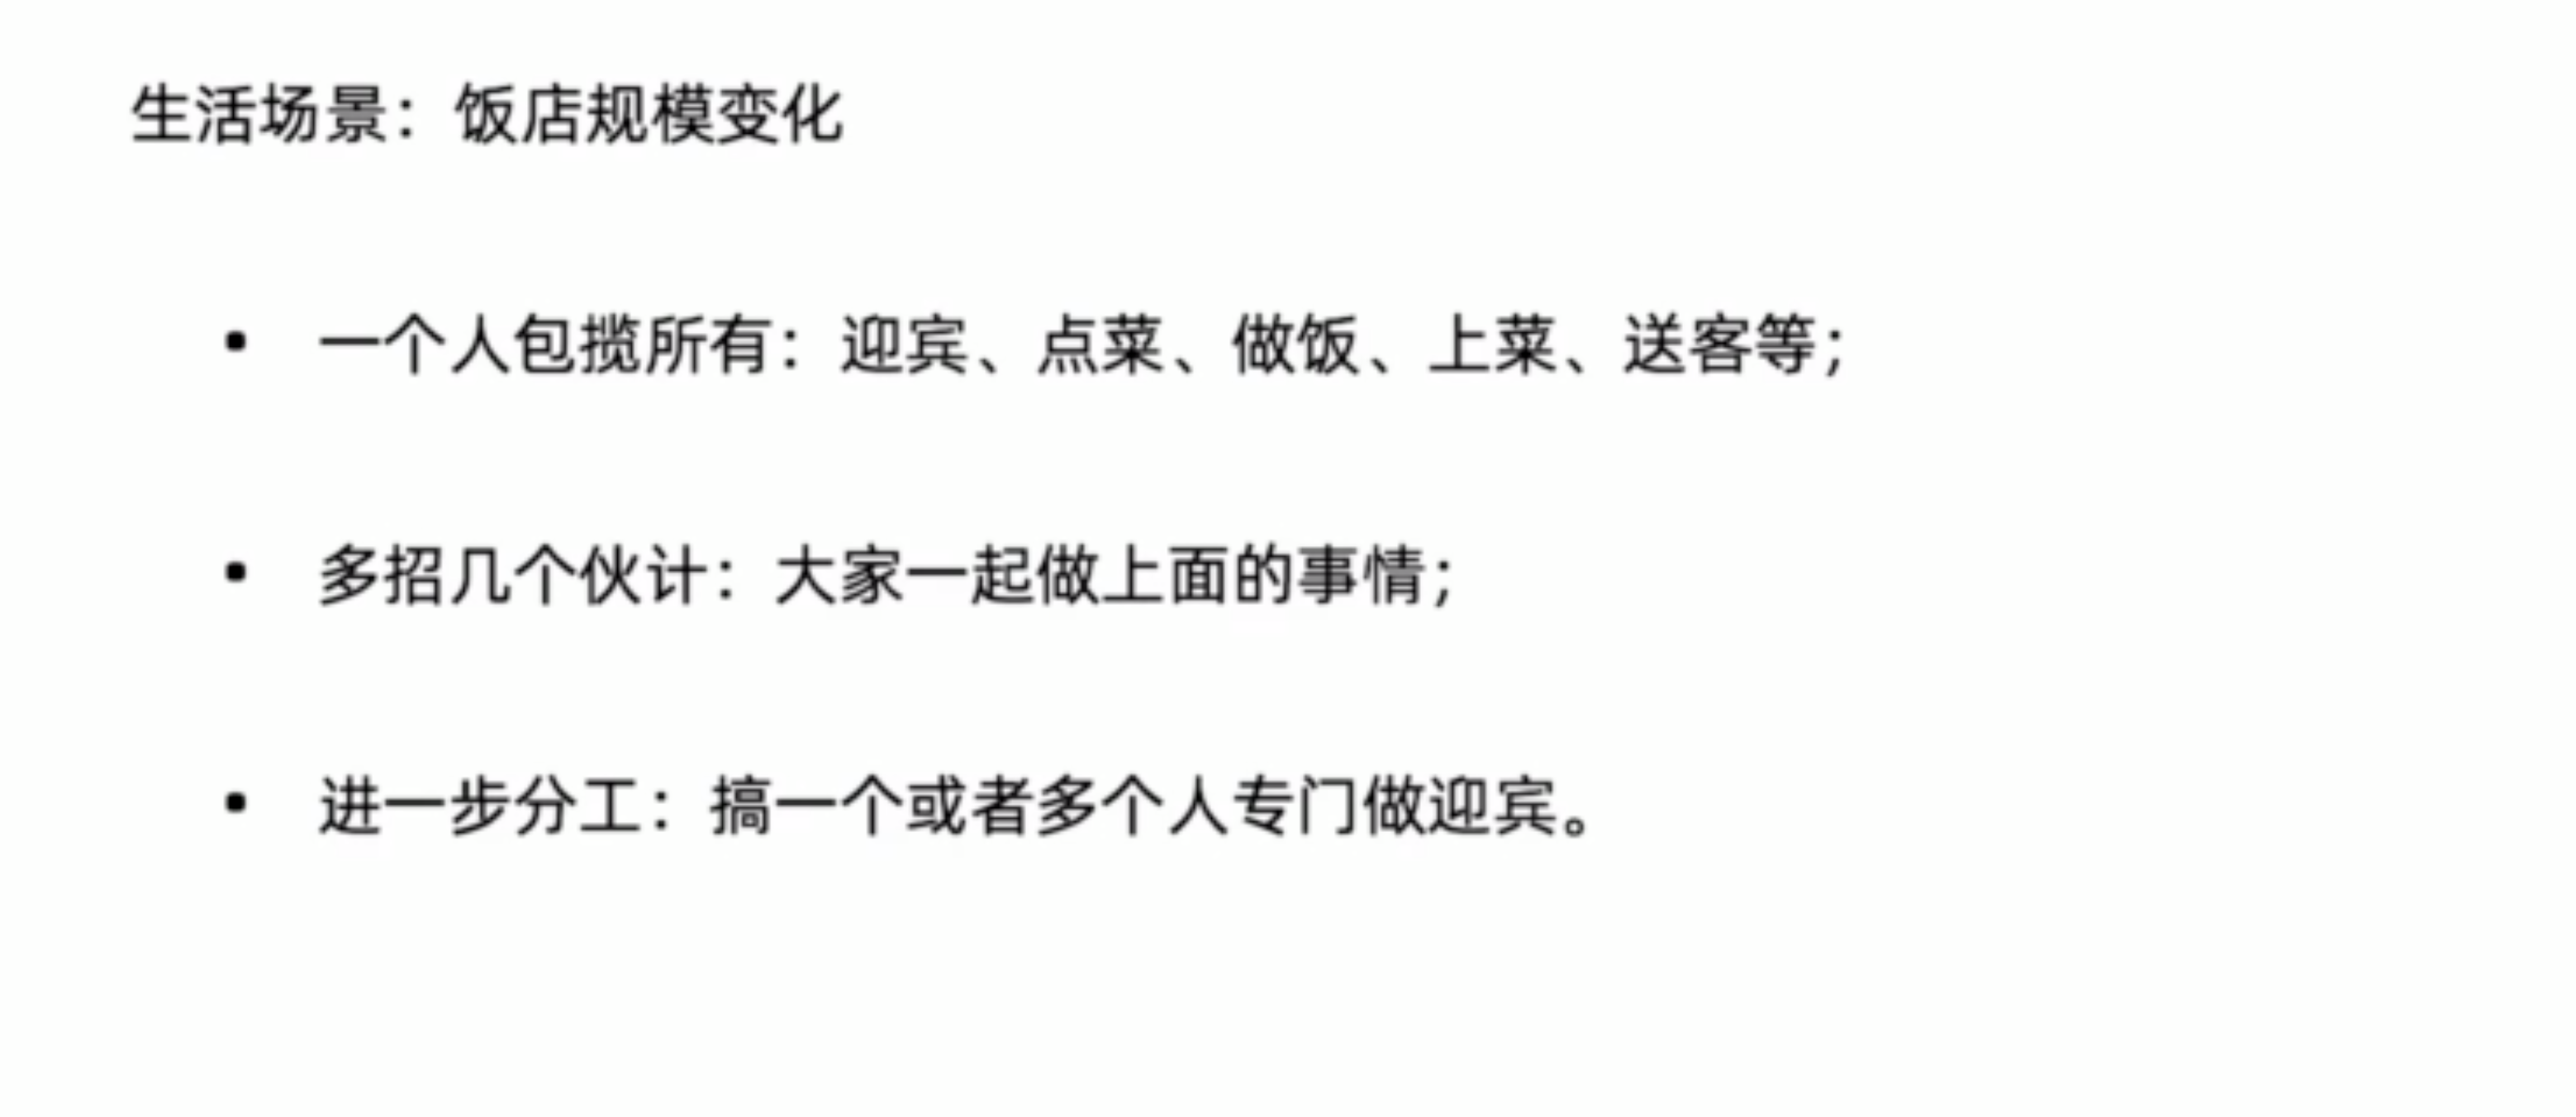 生活场景：饭店规模变化
• 一个人包揽所有：迎宾、点菜、做饭、上菜、送客等；
• 多招几个伙计：大家一起做上面的事情；
• 进一步分工：搞一个或者多个人专门做迎宾。